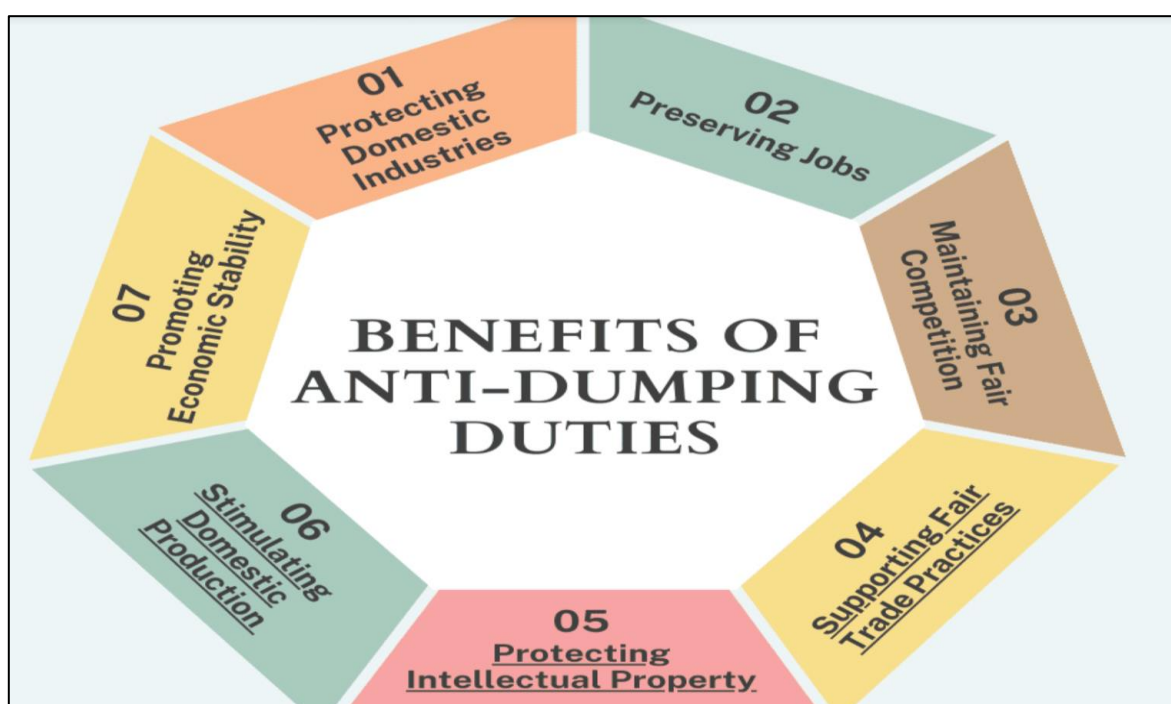 01
Protecting
Domestic
Industries
02
Preserving Jobs
03
Maintaining Fair
Competition
04
Supporting Fair
Trade Practices
05
Protecting
Intellectual Property
06
Stimulating
Domestic
Production
07
Promoting
Economic Stability
BENEFITS OF
ANTI-DUMPING
DUTIES